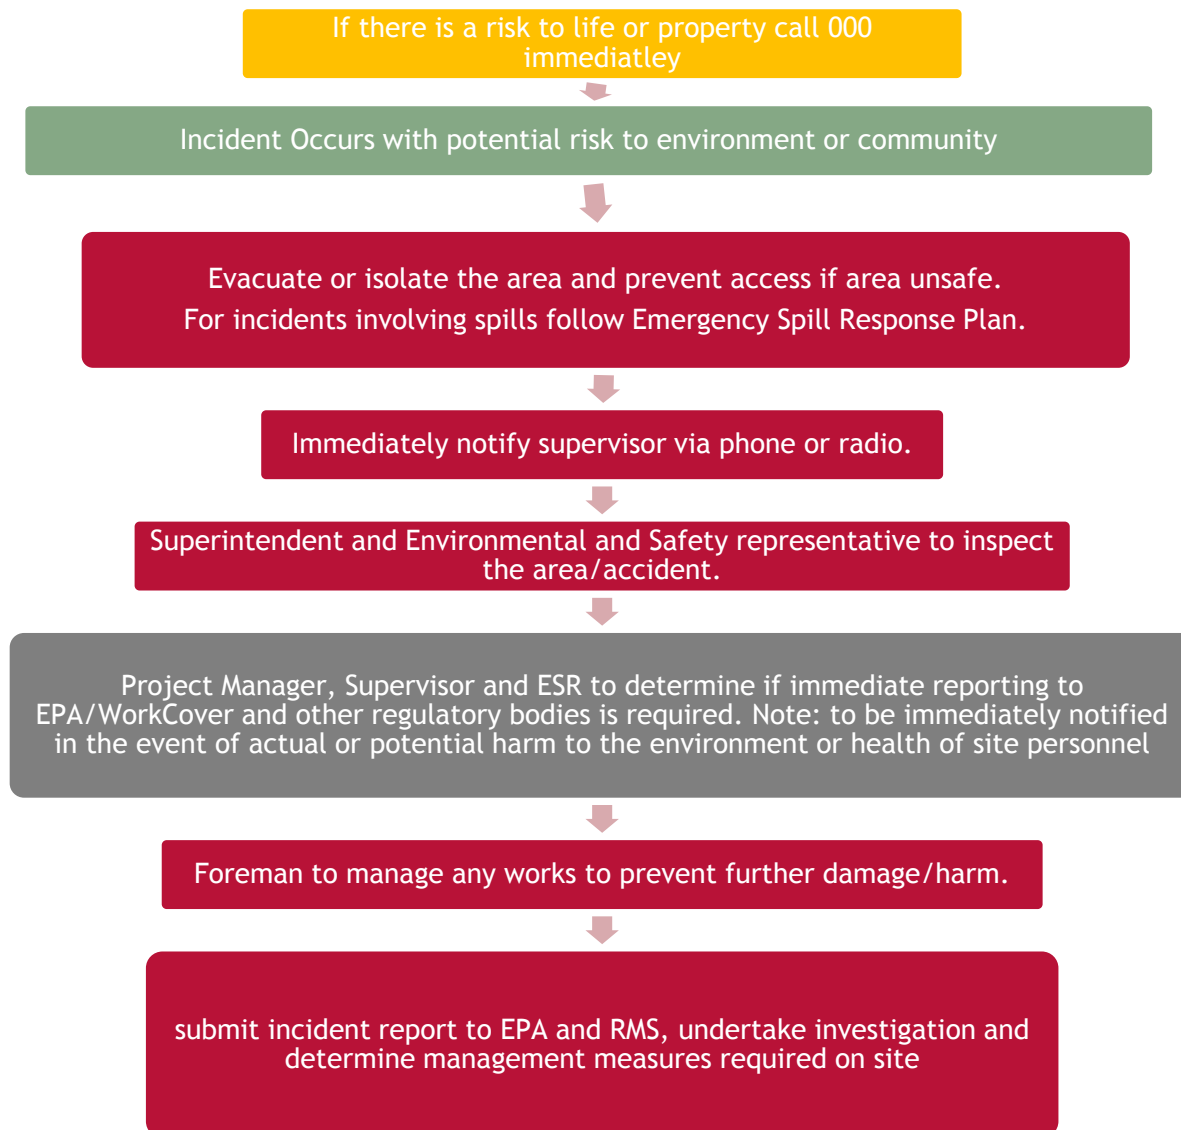 If there is a risk to life or property call 000
immediatley
Incident Occurs with potential risk to environment or community
Evacuate or isolate the area and prevent access if area unsafe.
For incidents involving spills follow Emergency Spill Response Plan.
Immediately notify supervisor via phone or radio.
Superintendent and Environmental and Safety representative to inspect
the area/accident.
Project Manager, Supervisor and ESR to determine if immediate reporting to
EPA/WorkCover and other regulatory bodies is required. Note: to be immediately notified
in the event of actual or potential harm to the environment or health of site personnel
Foreman to manage any works to prevent further damage/harm.
submit incident report to EPA and RMS, undertake investigation and
determine management measures required on site